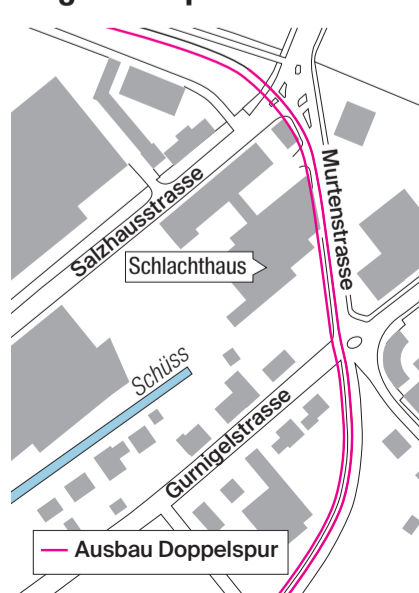 Salzhausstrasse
Murtenstrasse
Schlachthaus
Schüss
Gurnigelstrasse
Ausbau Doppelspur